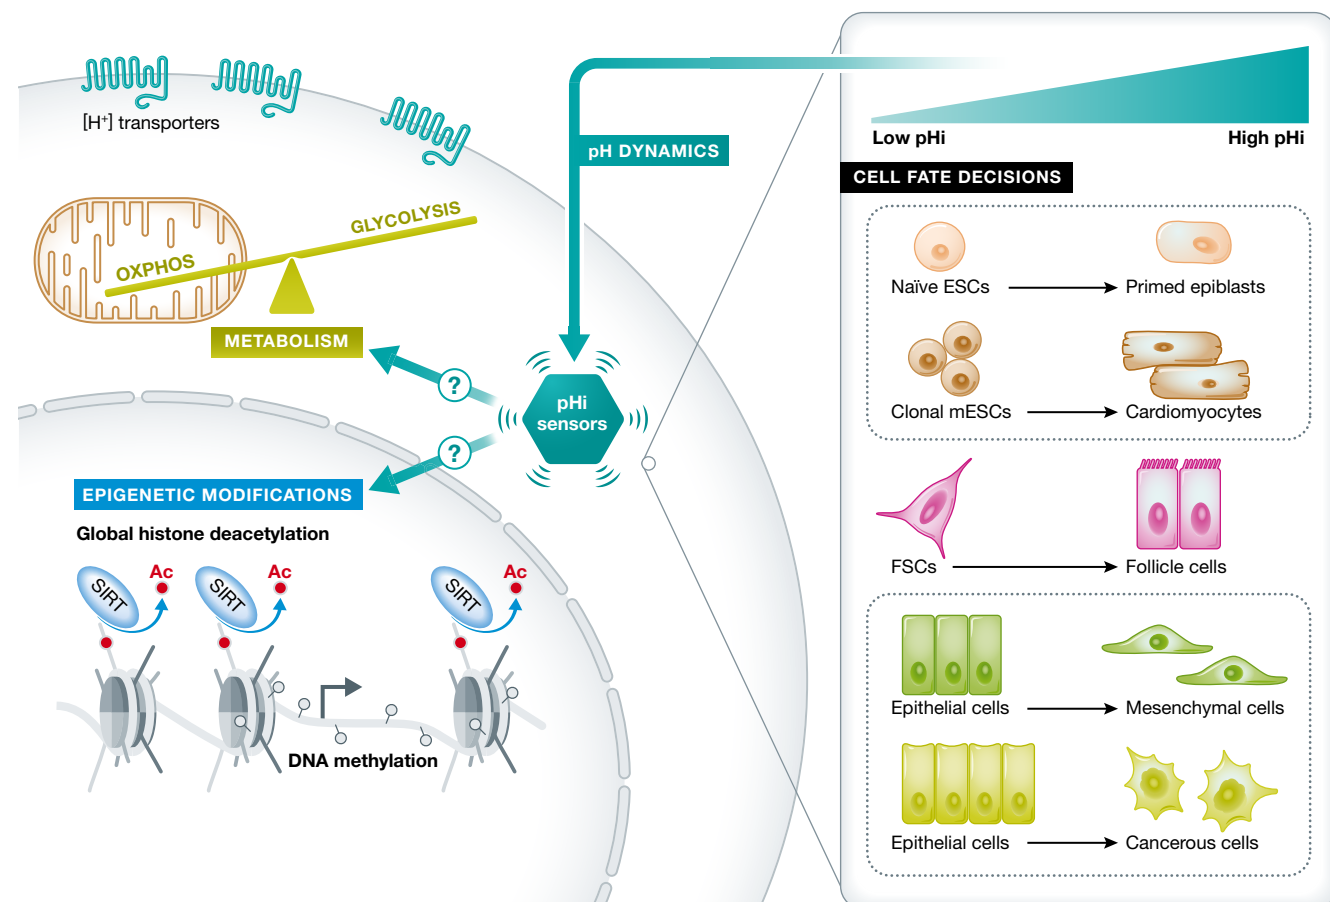 [H⁺] transporters
pH DYNAMICS
GLYCOLYSIS
OXPHOS
METABOLISM
?
pHi
sensors
?
EPIGENETIC MODIFICATIONS
Global histone deacetylation
SIRT
Ac
SIRT
Ac
SIRT
Ac
DNA methylation
Low pHi
High pHi
CELL FATE DECISIONS
Naïve ESCs
Primed epiblasts
Clonal mESCs
Cardiomyocytes
FSCs
Follicle cells
Epithelial cells
Mesenchymal cells
Epithelial cells
Cancerous cells